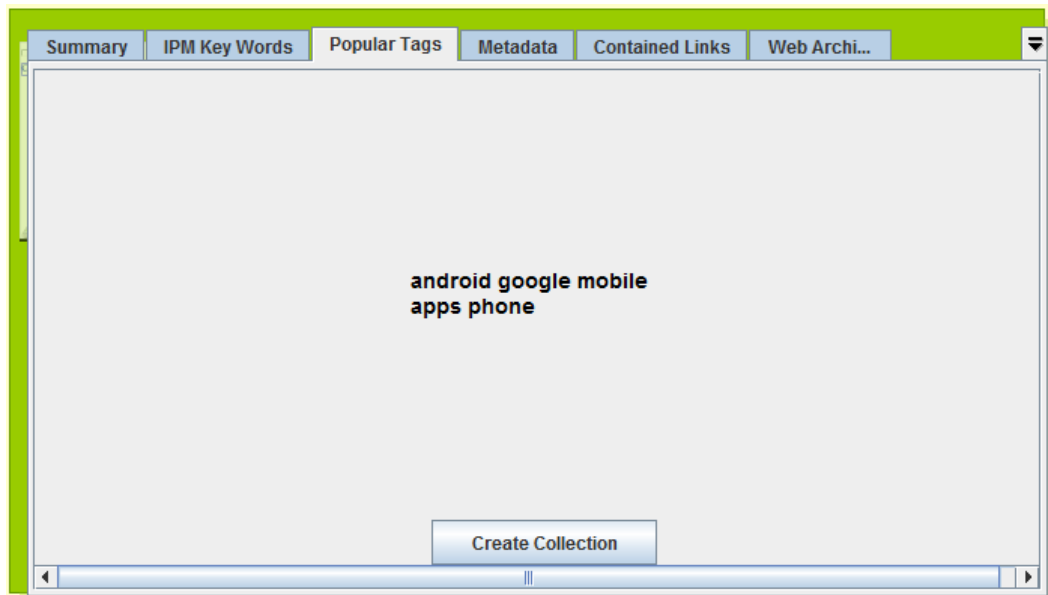 Summary IPM Key Words Popular Tags Metadata Contained Links Web Archi...
android google mobile
apps phone
Create Collection